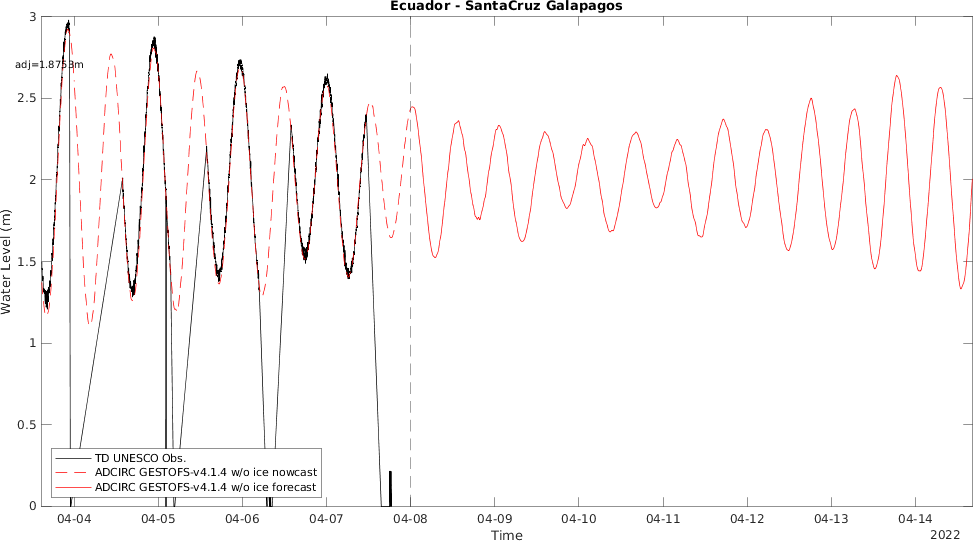 Ecuador - SantaCruz Galapagos
3
adj=1.8753m
2.5
2
1.5
1
0.5
0
Water Level (m)
TD UNESCO Obs.
ADCIRC GESTOFS-v4.1.4 w/o ice nowcast
ADCIRC GESTOFS-v4.1.4 w/o ice forecast
04-04 04-05 04-06 04-07 04-08 04-09 04-10 04-11 04-12 04-13 04-14
Time
2022